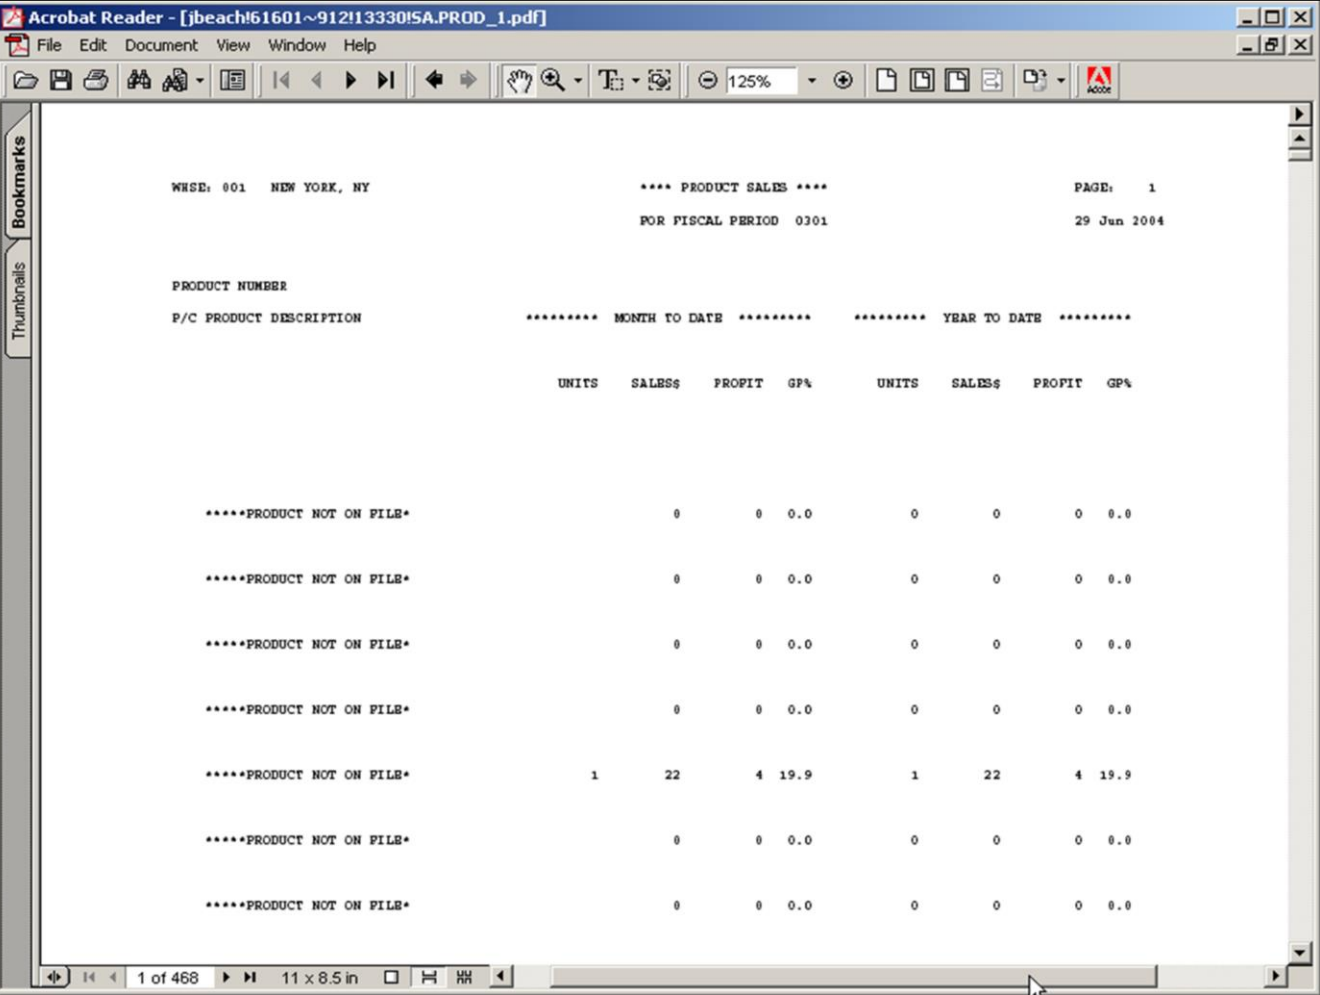 Acrobat Reader - [jbeach!61601~912!13330!SA.PROD_1.pdf]
File Edit Document View Window Help
125% Adobe
Bookmarks
Thumbnails
WHSE: 001 NEW YORK, NY **** PRODUCT SALES **** PAGE: 1
FOR FISCAL PERIOD 0301 29 Jun 2004
PRODUCT NUMBER
P/C PRODUCT DESCRIPTION ********* MONTH TO DATE ********* ********* YEAR TO DATE *********
UNITS SALES$ PROFIT GP% UNITS SALES$ PROFIT GP%
*****PRODUCT NOT ON FILE* 0 0 0.0 0 0 0 0.0
*****PRODUCT NOT ON FILE* 0 0 0.0 0 0 0 0.0
*****PRODUCT NOT ON FILE* 0 0 0.0 0 0 0 0.0
*****PRODUCT NOT ON FILE* 0 0 0.0 0 0 0 0.0
*****PRODUCT NOT ON FILE* 1 22 4 19.9 1 22 4 19.9
*****PRODUCT NOT ON FILE* 0 0 0.0 0 0 0 0.0
*****PRODUCT NOT ON FILE* 0 0 0.0 0 0 0 0.0
1 of 468 11 x 8.5 in